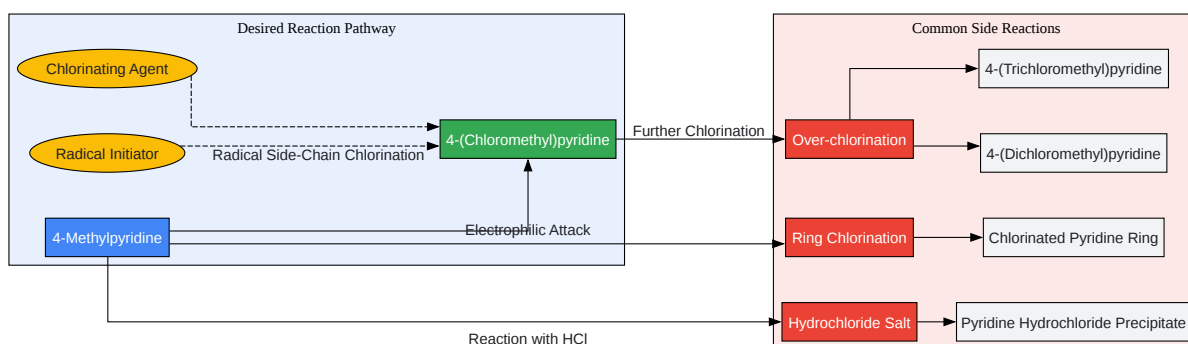 Desired Reaction Pathway
Common Side Reactions
Chlorinating Agent
4-(Trichloromethyl)pyridine
Further Chlorination
4-(Chloromethyl)pyridine
Over-chlorination
Radical Initiator
Radical Side-Chain Chlorination
4-(Dichloromethyl)pyridine
4-Methylpyridine
Electrophilic Attack
Ring Chlorination
Chlorinated Pyridine Ring
Hydrochloride Salt
Pyridine Hydrochloride Precipitate
Reaction with HCl